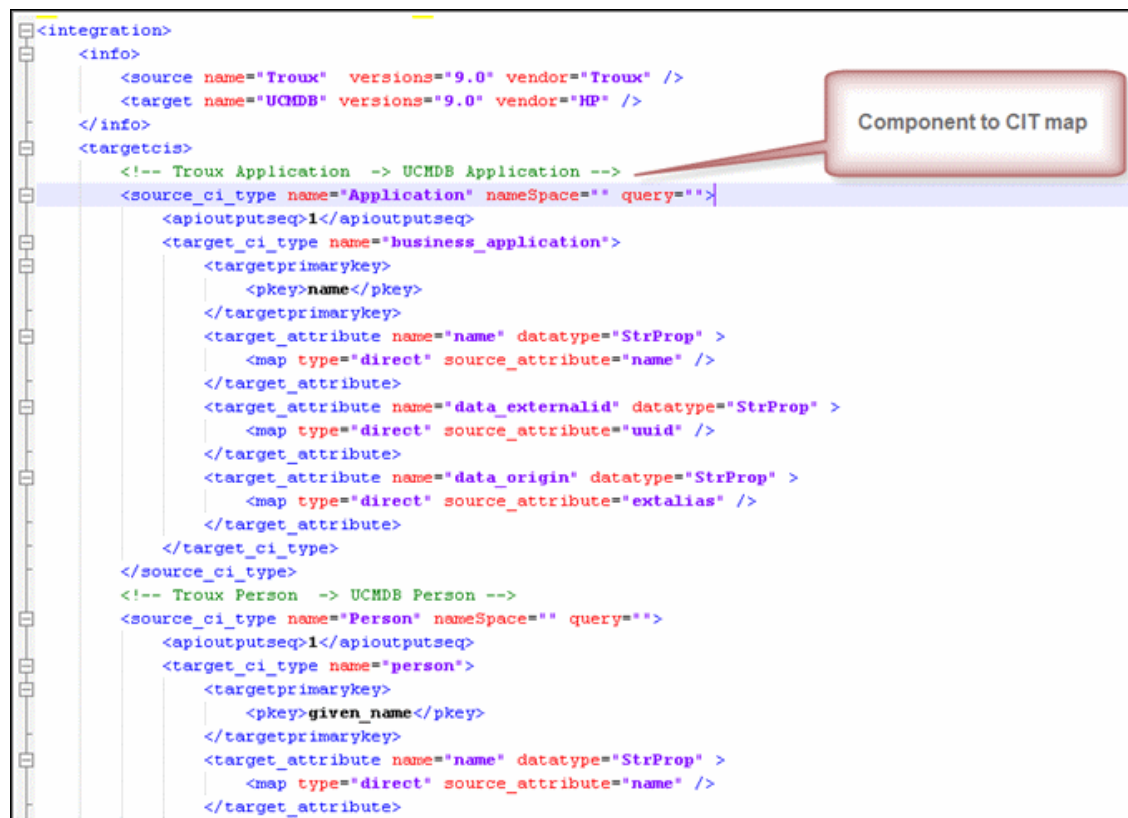 <integration>
<info>
<source name="Troux"  versions="9.0" vendor="Troux" />
<target name="UCMDB" versions="9.0" vendor="HP" />
</info>
<targetcis>
Component to CIT map
<!-- Troux Application  -> UCMDB Application -->
<source_ci_type name="Application" nameSpace="" query="">
<apioutputseq>1</apioutputseq>
<target_ci_type name="business_application">
<targetprimarykey>
<pkey>name</pkey>
</targetprimarykey>
<target_attribute name="name" datatype="StrProp" >
<map type="direct" source_attribute="name" />
</target_attribute>
<target_attribute name="data_externalid" datatype="StrProp" >
<map type="direct" source_attribute="uuid" />
</target_attribute>
<target_attribute name="data_origin" datatype="StrProp" >
<map type="direct" source_attribute="extalias" />
</target_attribute>
</target_ci_type>
</source_ci_type>
<!-- Troux Person  -> UCMDB Person -->
<source_ci_type name="Person" nameSpace="" query="">
<apioutputseq>1</apioutputseq>
<target_ci_type name="person">
<targetprimarykey>
<pkey>given_name</pkey>
</targetprimarykey>
<target_attribute name="name" datatype="StrProp" >
<map type="direct" source_attribute="name" />
</target_attribute>